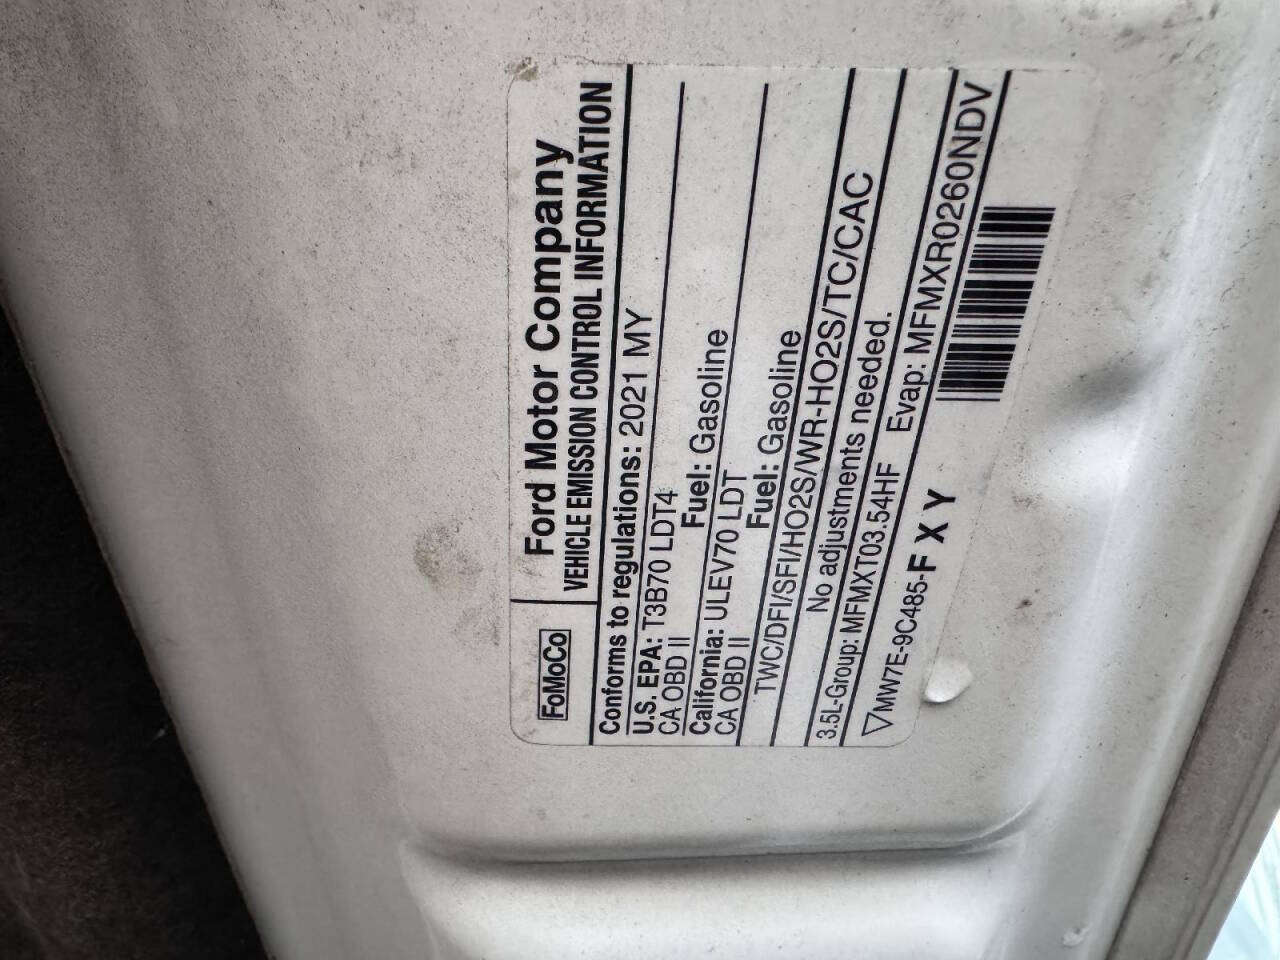 FoMoCo
Ford Motor Company
VEHICLE EMISSION CONTROL INFORMATION
Conforms to regulations: 2021 MY
U.S. EPA: T3B70 LDT4
CA OBD II
Fuel: Gasoline
California: ULEV70 LDT
CA OBD II
Fuel: Gasoline
TWC/DFI/SFI/HO2S/WR-HO2S/TC/CAC
No adjustments needed.
3.5L-Group: MFMXT03.54HF Evap: MFMXR0260NDV
▽MW7E-9C485-F X Y